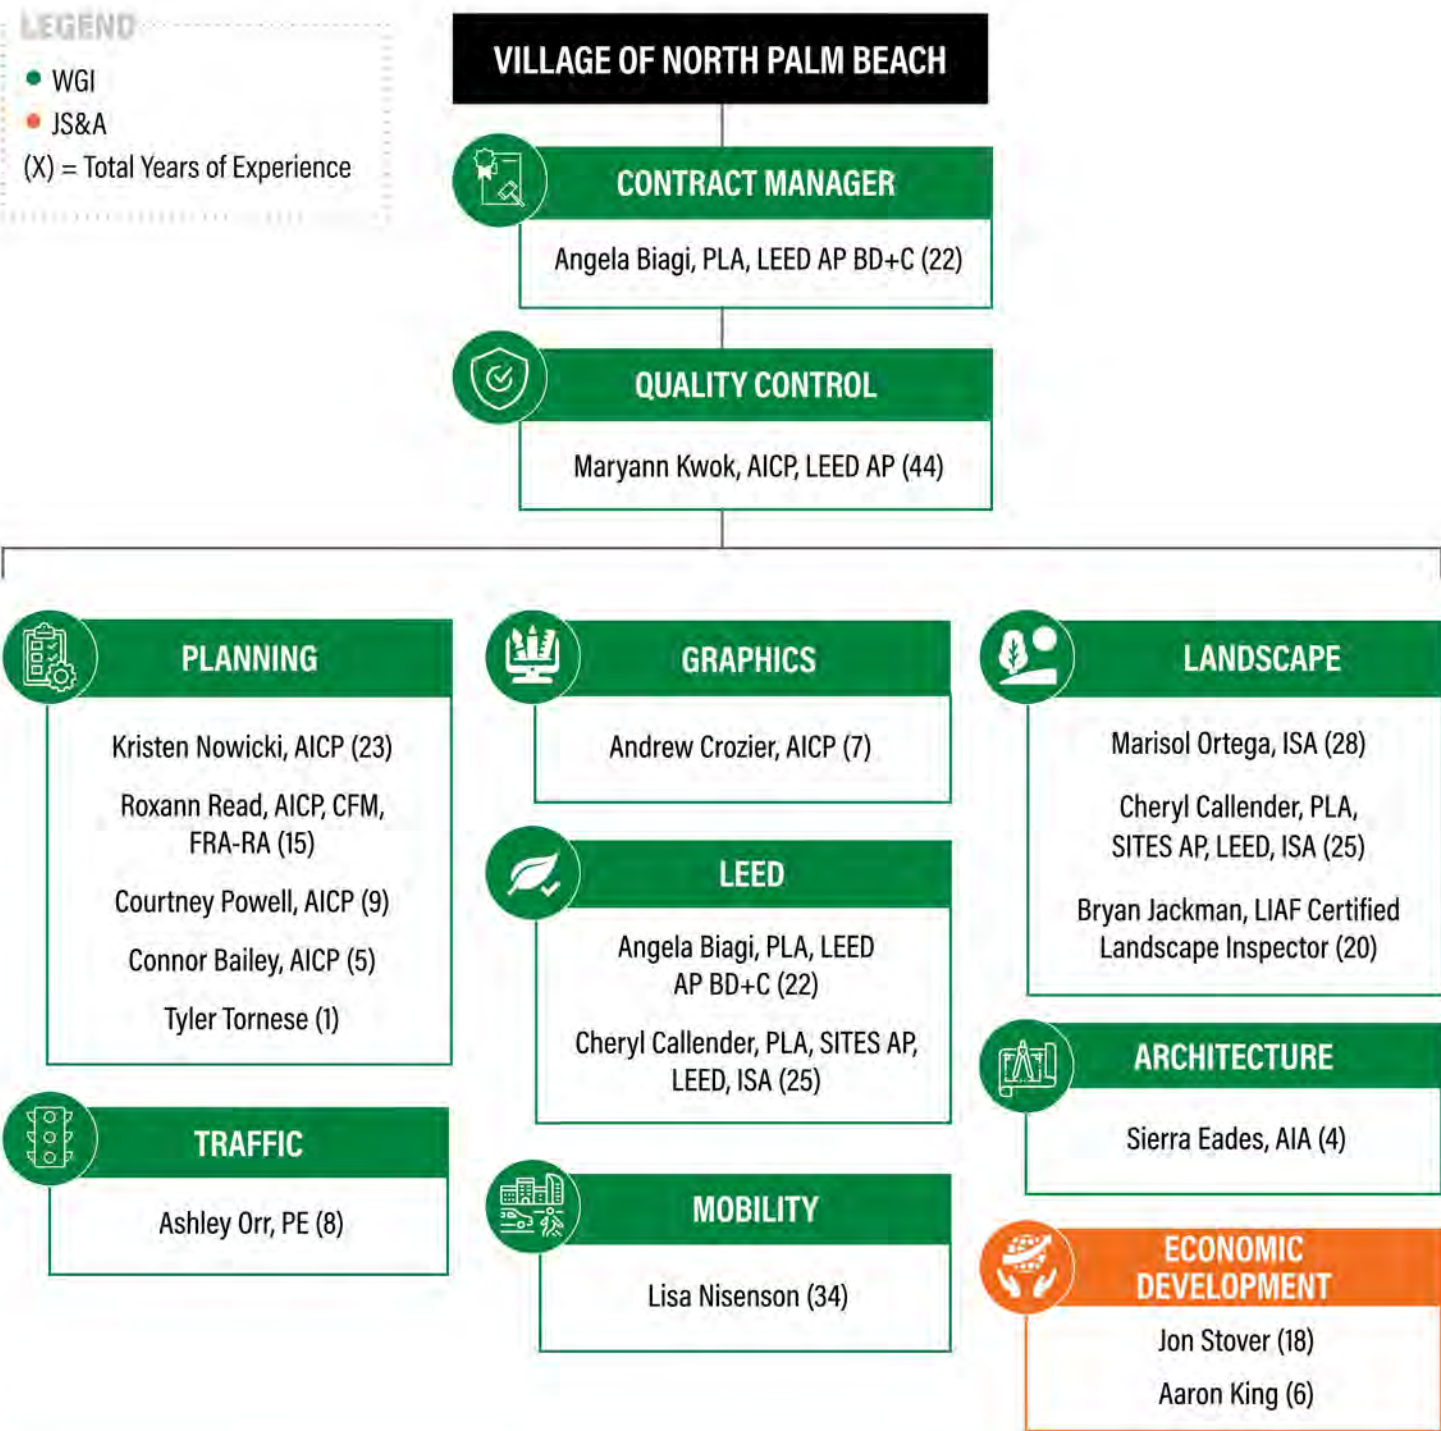 LEGEND
WGI
JS&A
(X) = Total Years of Experience
VILLAGE OF NORTH PALM BEACH
CONTRACT MANAGER
Angela Biagi, PLA, LEED AP BD+C (22)
QUALITY CONTROL
Maryann Kwok, AICP, LEED AP (44)
PLANNING
Kristen Nowicki, AICP (23)
Roxann Read, AICP, CFM,
FRA-RA (15)
Courtney Powell, AICP (9)
Connor Bailey, AICP (5)
Tyler Tornese (1)
TRAFFIC
Ashley Orr, PE (8)
GRAPHICS
Andrew Crozier, AICP (7)
LEED
Angela Biagi, PLA, LEED
AP BD+C (22)
Cheryl Callender, PLA, SITES AP,
LEED, ISA (25)
MOBILITY
Lisa Nisenson (34)
LANDSCAPE
Marisol Ortega, ISA (28)
Cheryl Callender, PLA,
SITES AP, LEED, ISA (25)
Bryan Jackman, LIAF Certified
Landscape Inspector (20)
ARCHITECTURE
Sierra Eades, AIA (4)
ECONOMIC
DEVELOPMENT
Jon Stover (18)
Aaron King (6)